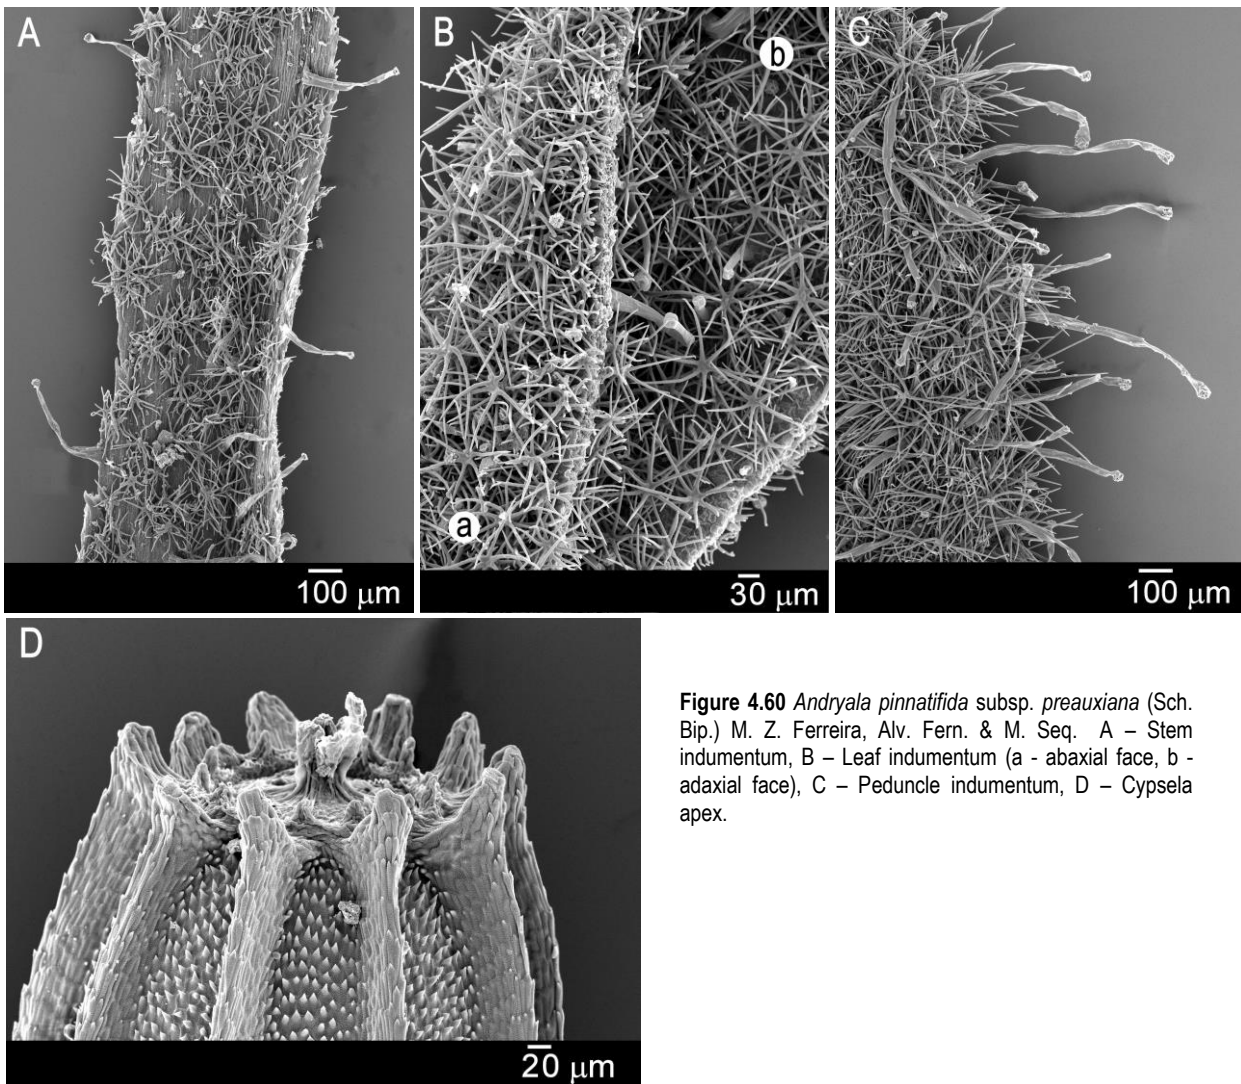 A
B
b
C
a
100 μm
30 μm
100 μm
D
Figure 4.60 Andryala pinnatifida subsp. preauxiana (Sch.
Bip.) M. Z. Ferreira, Alv. Fern. & M. Seq. A – Stem
indumentum, B – Leaf indumentum (a - abaxial face, b -
adaxial face), C – Peduncle indumentum, D – Cypsela
apex.
20 μm